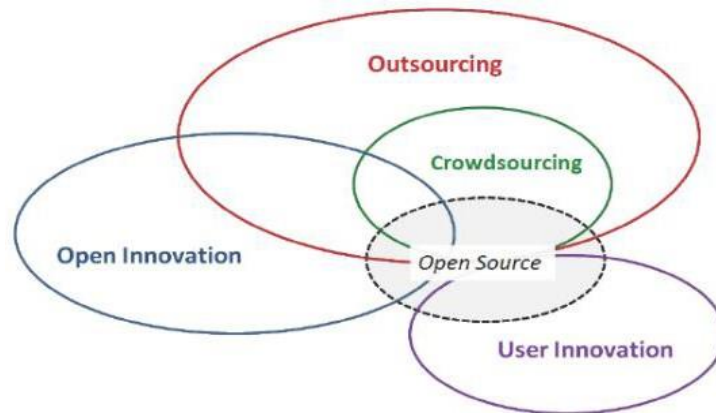 Outsourcing
Crowdsourcing
Open Innovation
Open Source
User Innovation